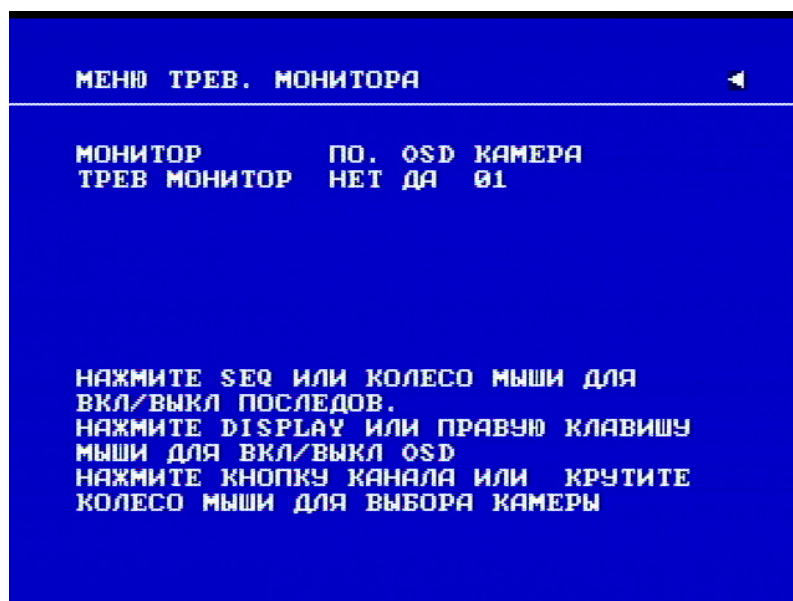 МЕНЮ ТРЕВ. МОНИТОРА
МОНИТОР ПО. OSD КАМЕРА
ТРЕВ МОНИТОР НЕТ ДА 01
НАЖМИТЕ SEQ ИЛИ КОЛЕСО МЫШИ ДЛЯ
ВКЛ/ВЫКЛ ПОСЛЕДОВ.
НАЖМИТЕ DISPLAY ИЛИ ПРАВУЮ КЛАВИШУ
МЫШИ ДЛЯ ВКЛ/ВЫКЛ OSD
НАЖМИТЕ КНОПКУ КАНАЛА ИЛИ КРУТИТЕ
КОЛЕСО МЫШИ ДЛЯ ВЫБОРА КАМЕРЫ